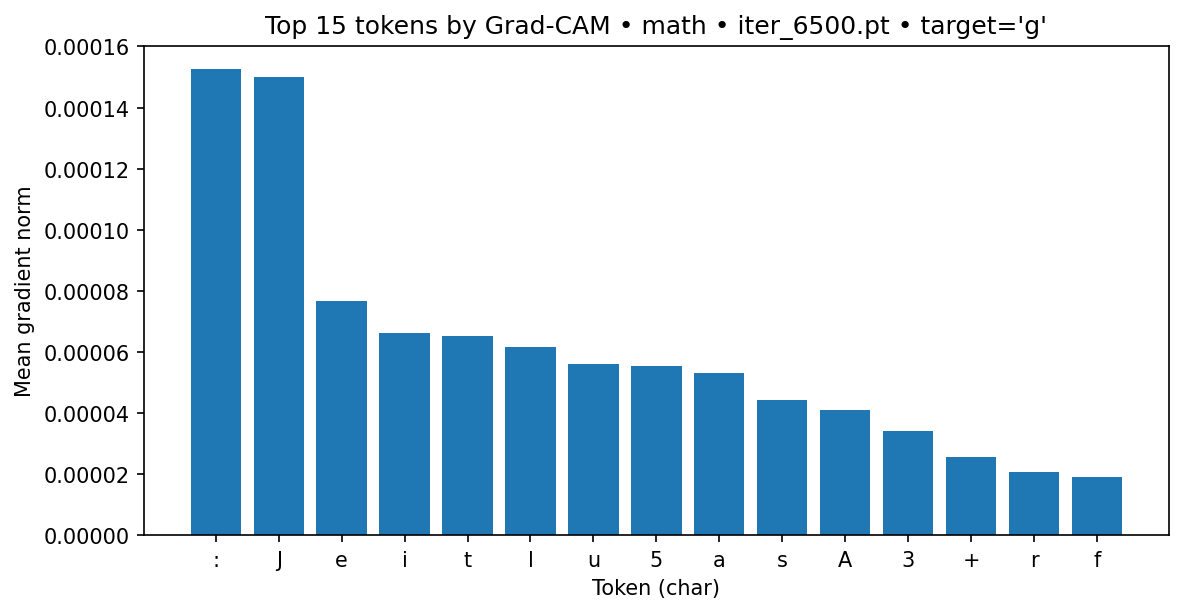 Top 15 tokens by Grad-CAM • math • iter_6500.pt • target='g'
0.00016
0.00014
0.00012
0.00010
0.00008
0.00006
0.00004
0.00002
0.00000
Mean gradient norm
: J e i t l u 5 a s A 3 + r f
Token (char)